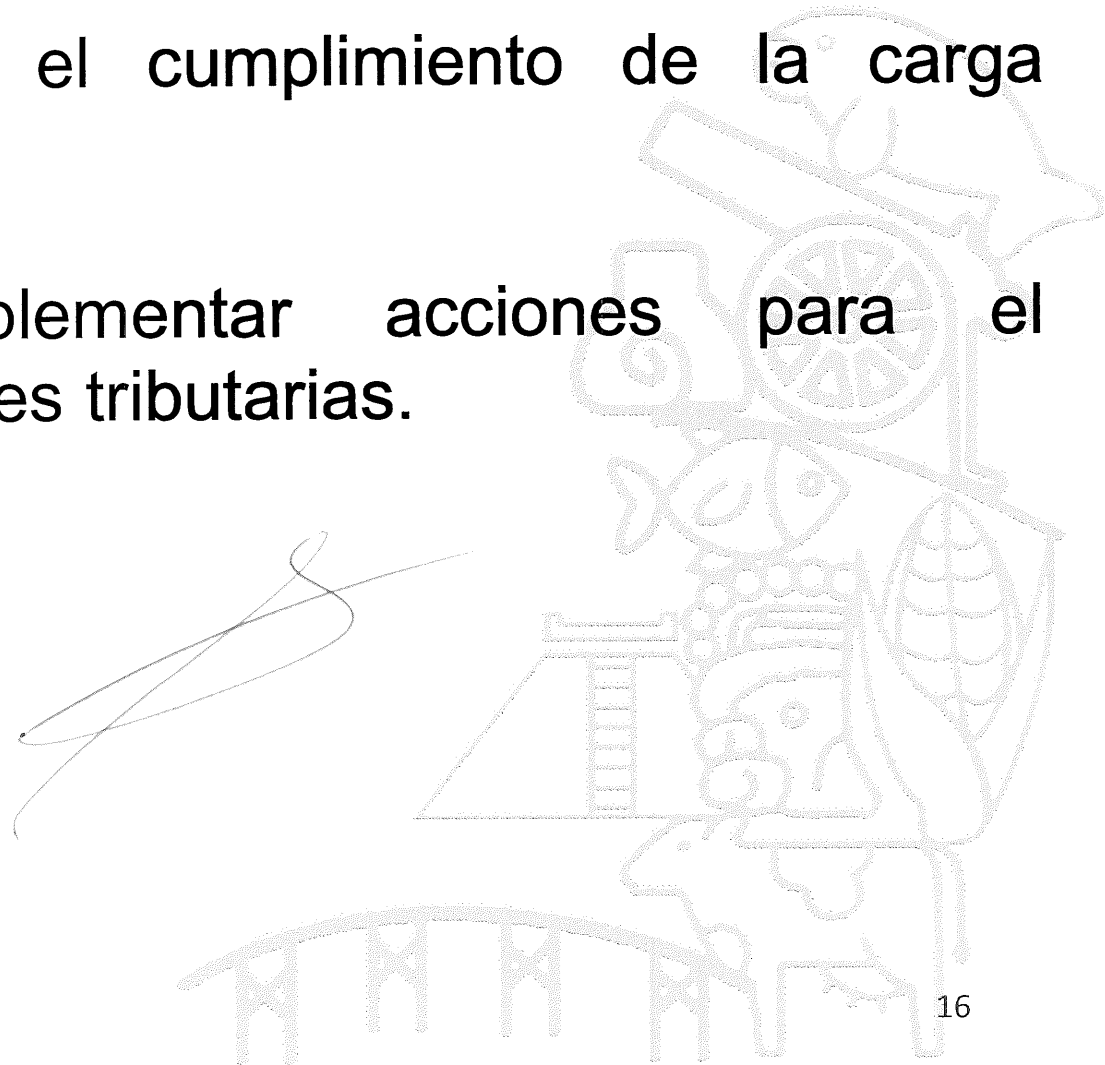 el cumplimiento de la carga
plementar acciones para el
es tributarias.
16